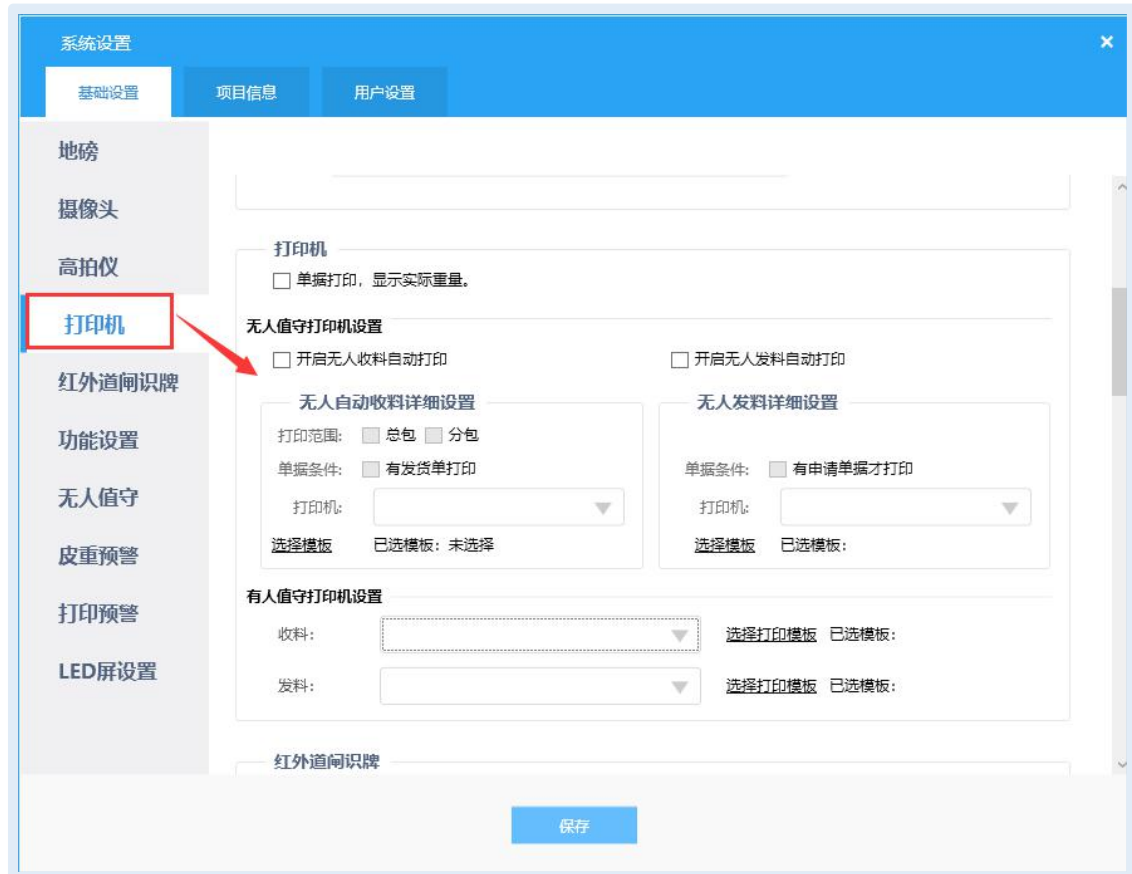 系统设置
基础设置 项目信息 用户设置
地磅
摄像头
高拍仪
打印机
红外道闸识牌
功能设置
无人值守
皮重预警
打印预警
LED屏设置
打印机
单据打印，显示实际重量。
无人值守打印机设置
开启无人收料自动打印 开启无人发料自动打印
无人自动收料详细设置 无人发料详细设置
打印范围: 总包 分包
单据条件: 有发货单打印 单据条件: 有申请单据才打印
打印机: 打印机:
选择模板 已选模板: 未选择 选择模板 已选模板:
有人值守打印机设置
收料: 选择打印模板 已选模板:
发料: 选择打印模板 已选模板:
红外道闸识牌
保存